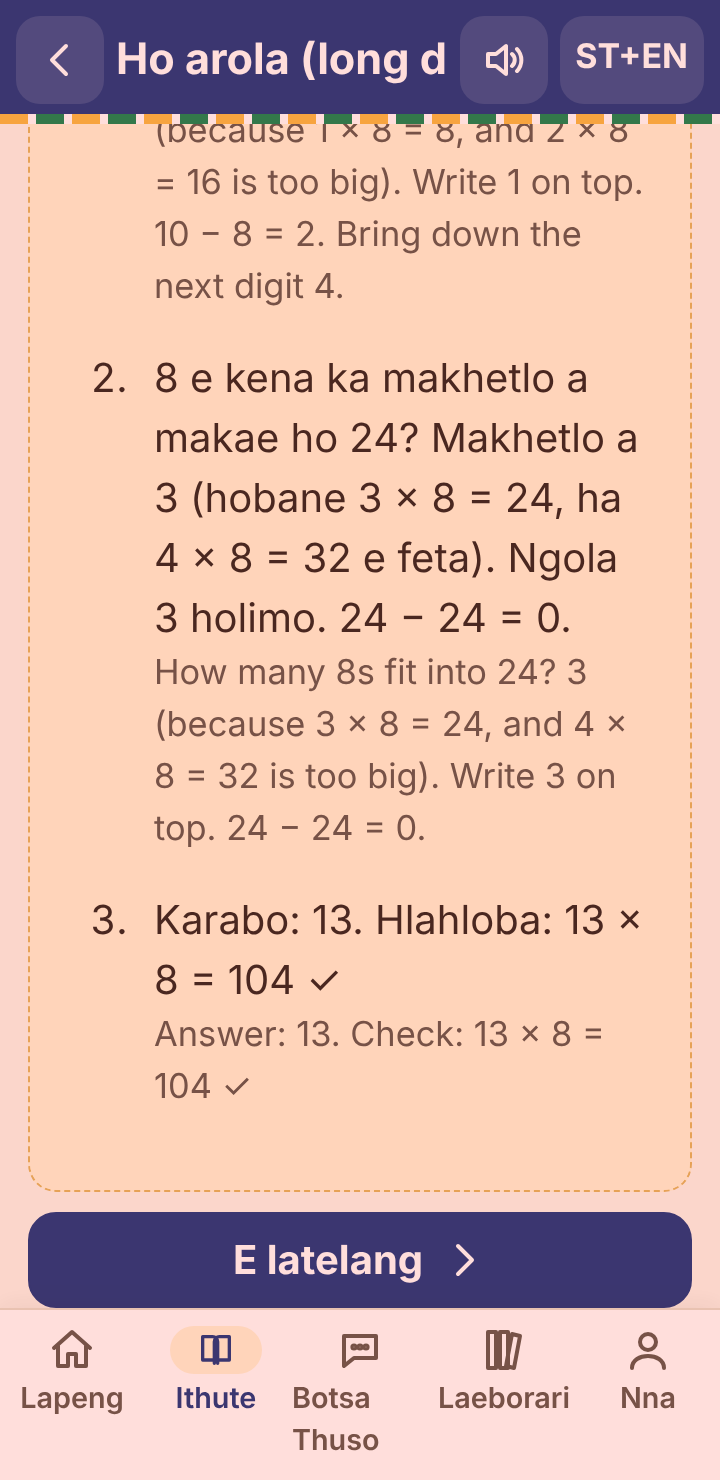 Ho arola (long d
ST+EN
(because 1 × 8 = 8, and 2 × 8
= 16 is too big). Write 1 on top.
10 − 8 = 2. Bring down the
next digit 4.
2. 8 e kena ka makhetlo a
makae ho 24? Makhetlo a
3 (hobane 3 × 8 = 24, ha
4 × 8 = 32 e feta). Ngola
3 holimo. 24 − 24 = 0.
How many 8s fit into 24? 3
(because 3 × 8 = 24, and 4 ×
8 = 32 is too big). Write 3 on
top. 24 − 24 = 0.
3. Karabo: 13. Hlahloba: 13 ×
8 = 104 ✓
Answer: 13. Check: 13 × 8 =
104 ✓
E latelang
Lapeng
Ithute
Botsa
Thuso
Laeborari
Nna